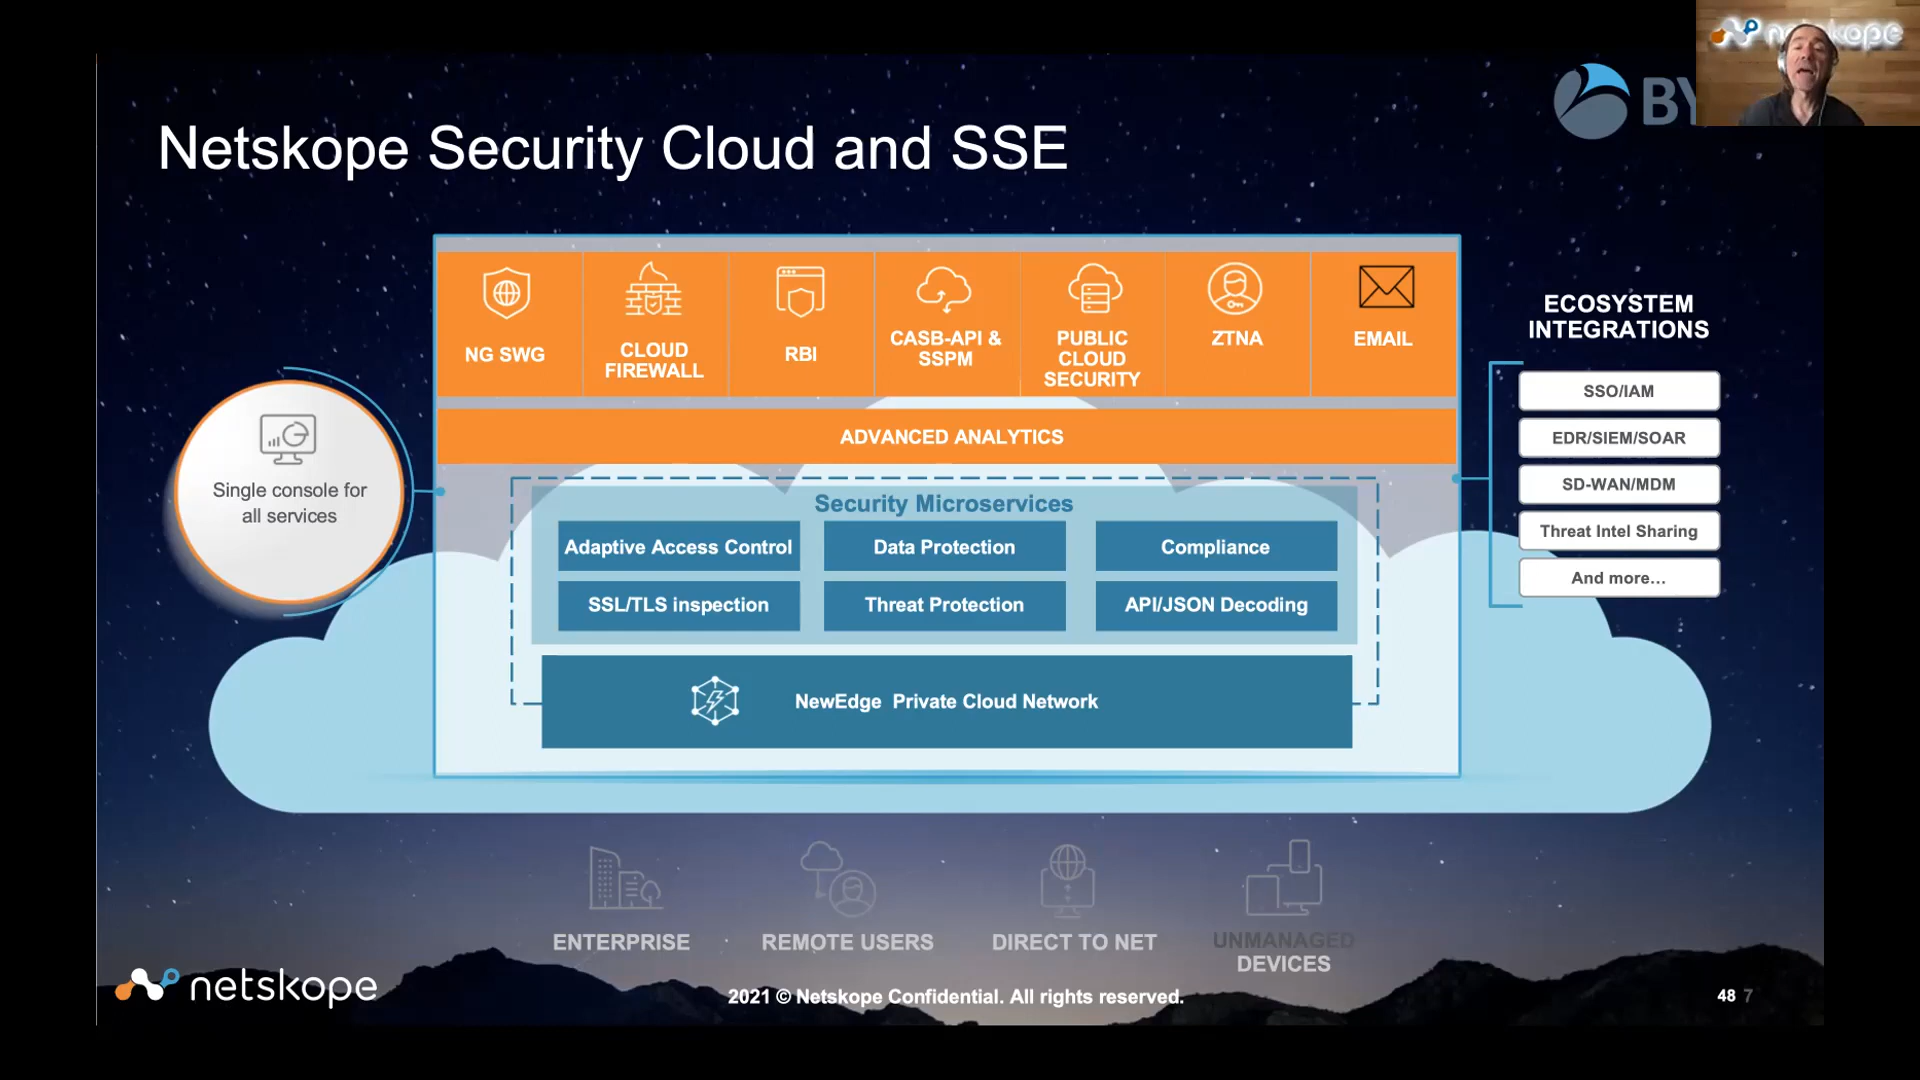 netskope
BY
Netskope Security Cloud and SSE
NG SWG
CLOUD
FIREWALL
RBI
CASB-API &
SSPM
PUBLIC
CLOUD
SECURITY
ZTNA
EMAIL
ADVANCED ANALYTICS
Single console for
all services
Security Microservices
Adaptive Access Control
Data Protection
Compliance
SSL/TLS inspection
Threat Protection
API/JSON Decoding
NewEdge Private Cloud Network
ECOSYSTEM
INTEGRATIONS
SSO/IAM
EDR/SIEM/SOAR
SD-WAN/MDM
Threat Intel Sharing
And more...
ENTERPRISE
REMOTE USERS
DIRECT TO NET
UNMANAGED
DEVICES
netskope
2021 © Netskope Confidential. All rights reserved.
48 7